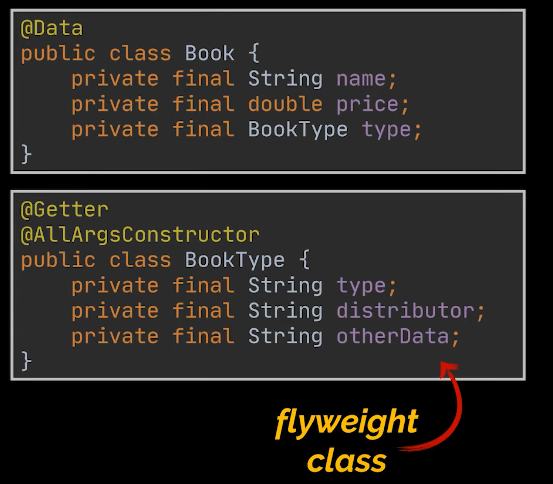 @Data
public class Book {
    private final String name;
    private final double price;
    private final BookType type;
}
@Getter
@AllArgsConstructor
public class BookType {
    private final String type;
    private final String distributor;
    private final String otherData;
}
flyweight
class